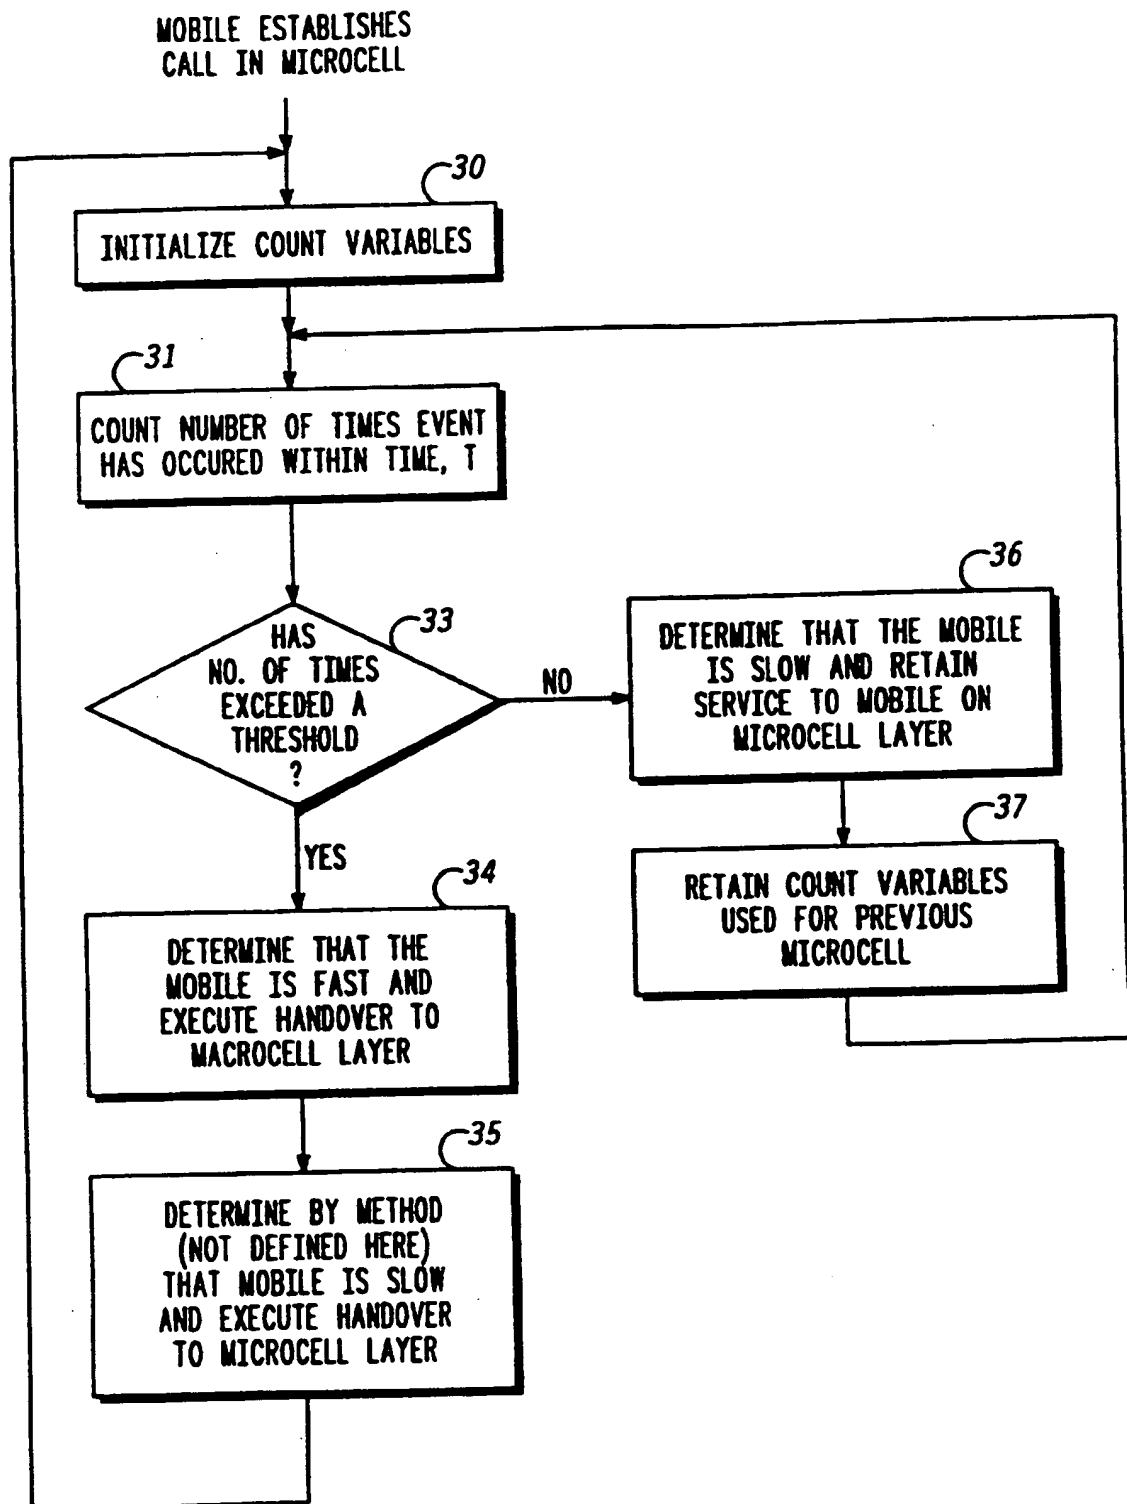 MOBILE ESTABLISHES
CALL IN MICROCELL
30
INITIALIZE COUNT VARIABLES
31
COUNT NUMBER OF TIMES EVENT
HAS OCCURED WITHIN TIME, T
33
HAS
NO. OF TIMES
EXCEEDED A
THRESHOLD
?
NO
YES
36
DETERMINE THAT THE MOBILE
IS SLOW AND RETAIN
SERVICE TO MOBILE ON
MICROCELL LAYER
37
RETAIN COUNT VARIABLES
USED FOR PREVIOUS
MICROCELL
34
DETERMINE THAT THE
MOBILE IS FAST AND
EXECUTE HANDOVER TO
MACROCELL LAYER
35
DETERMINE BY METHOD
(NOT DEFINED HERE)
THAT MOBILE IS SLOW
AND EXECUTE HANDOVER
TO MICROCELL LAYER